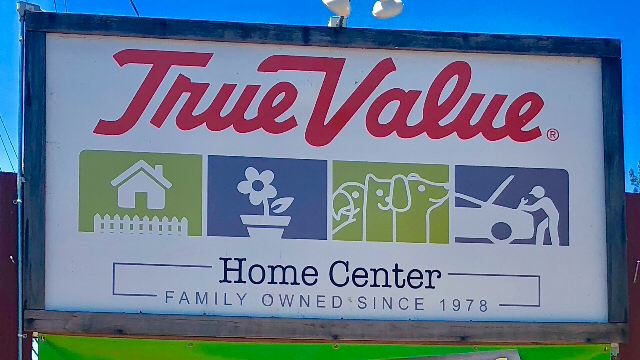 True Value®
Home Center
FAMILY OWNED SINCE 1978